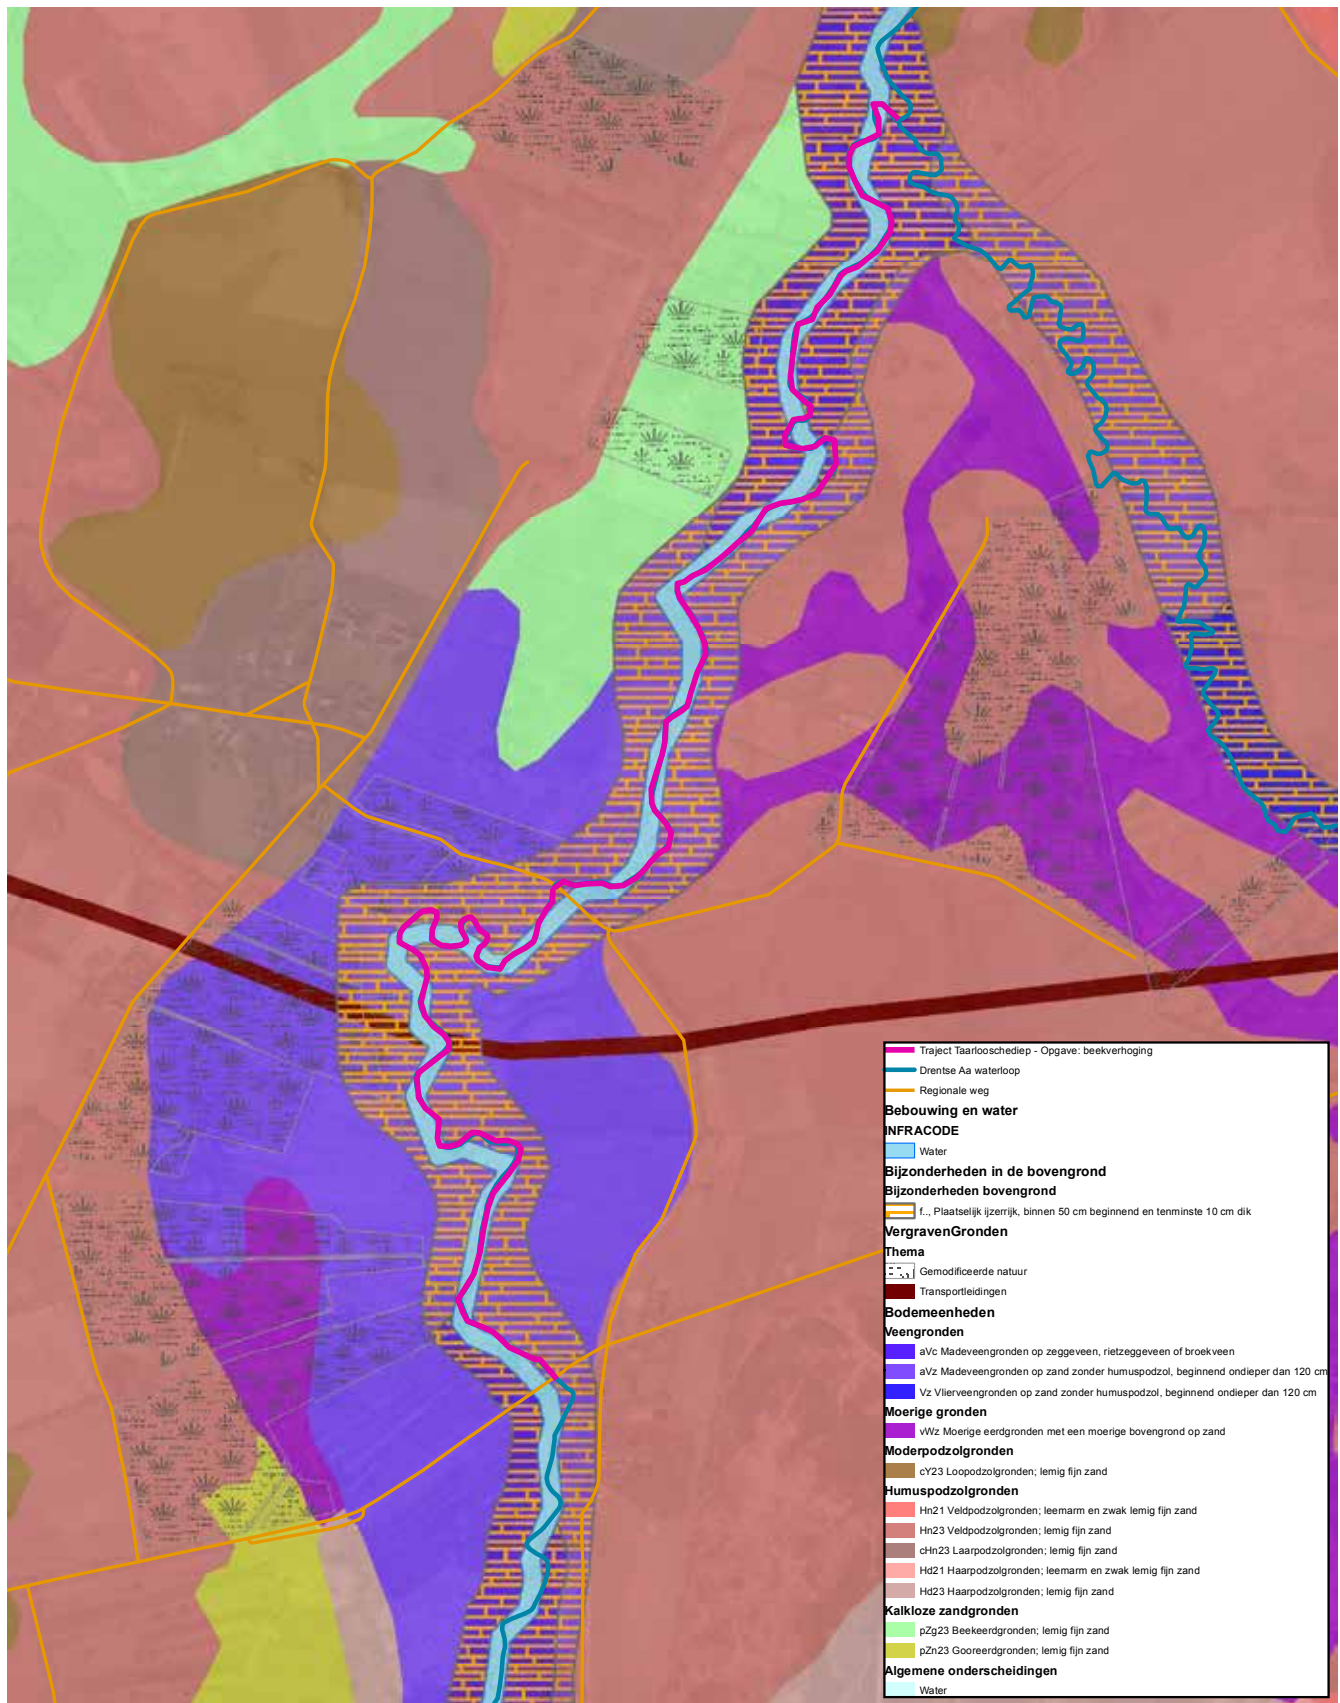 Traject Taarlooschediep - Opgave: beekverhoging
Drentse Aa waterloop
Regionale weg
Bebouwing en water
INFRACODE
Water
Bijzonderheden in de bovengrond
Bijzonderheden bovengrond
f.., Plaatselijk ijzerrijk, binnen 50 cm beginnend en tenminste 10 cm dik
VergravenGronden
Thema
Gemodificeerde natuur
Transportleidingen
Bodemeenheden
Veengronden
aVc Madeveengronden op zeggeveen, rietzeggeveen of broekveen
aVz Madeveengronden op zand zonder humuspodzol, beginnend ondieper dan 120 cm
Vz Vlierveengronden op zand zonder humuspodzol, beginnend ondieper dan 120 cm
Moerige gronden
vWz Moerige eerdgronden met een moerige bovengrond op zand
Moderpodzolgronden
cY23 Loopodzolgronden; lemig fijn zand
Humuspodzolgronden
Hn21 Veldpodzolgronden; leemarm en zwak lemig fijn zand
Hn23 Veldpodzolgronden; lemig fijn zand
cHn23 Laarpodzolgronden; lemig fijn zand
Hd21 Haarpodzolgronden; leemarm en zwak lemig fijn zand
Hd23 Haarpodzolgronden; lemig fijn zand
Kalkloze zandgronden
pZg23 Beekeerdgronden; lemig fijn zand
pZn23 Gooreerdgronden; lemig fijn zand
Algemene onderscheidingen
Water